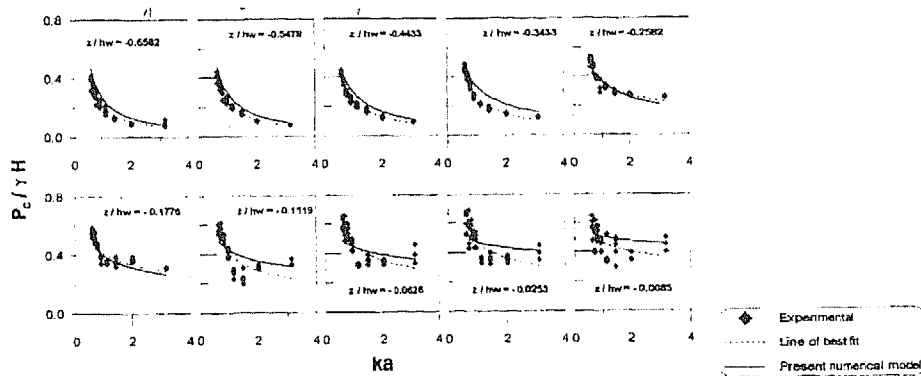 0.8
z / hw = -0.6582
z / hw = -0.5478
z / hw = -0.4433
z / hw = -0.3433
z / hw = -0.2582
0.4
0.0
0 2 4 0 2 4 0 2 4 0 2 4 0 2 4
Pc / γ H
0.8
z / hw = -0.1776
z / hw = -0.1119
0.4
z / hw = -0.0626
z / hw = -0.0253
z / hw = -0.0085
0.0
0 2 4 0 2 4 0 2 4 0 2 4 0 2 4
ka
Experimental
Line of best fit
Present numerical model